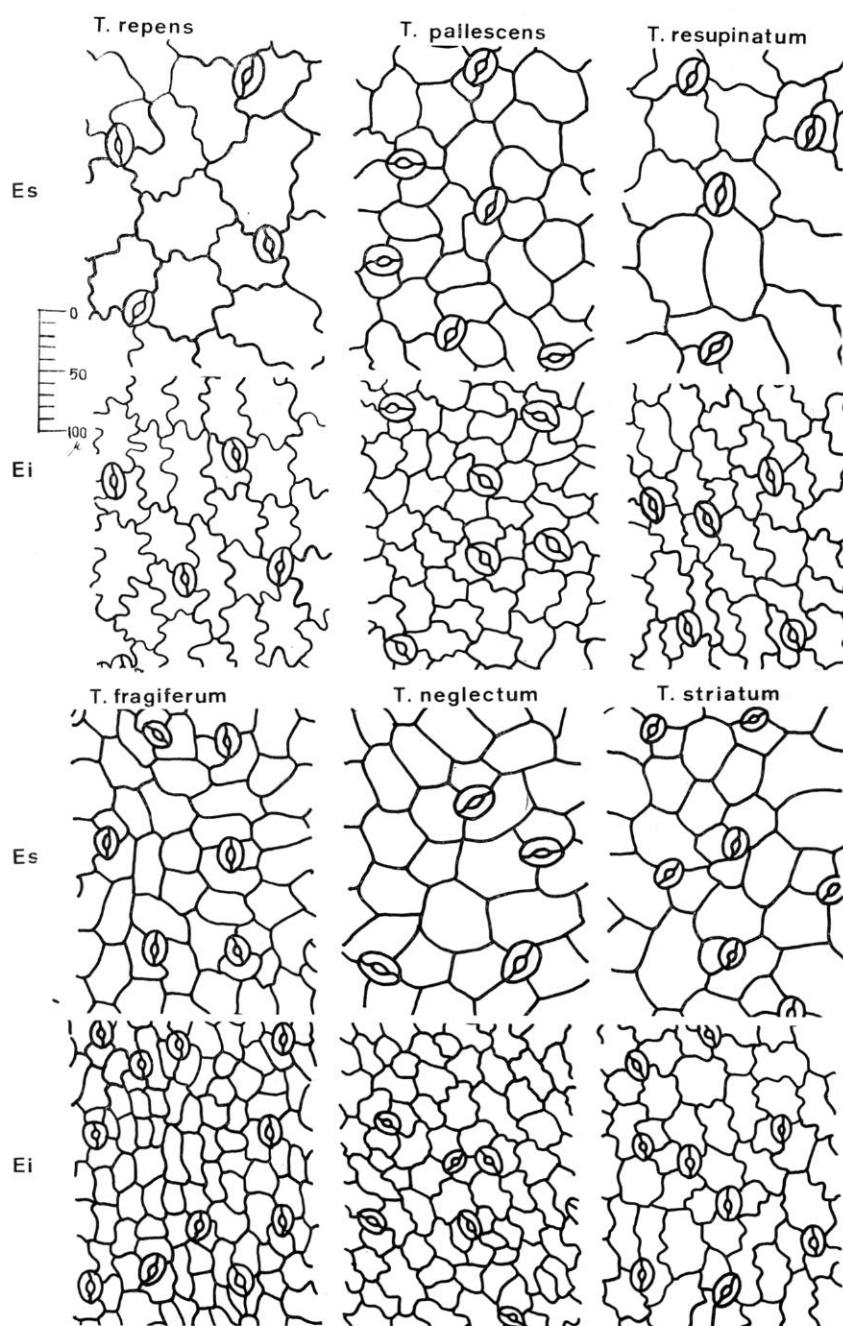 T. repens T. pallescens T. resupinatum
Es
0
50
100
μ
Ei
T. fragiferum T. neglectum T. striatum
Es
Ei